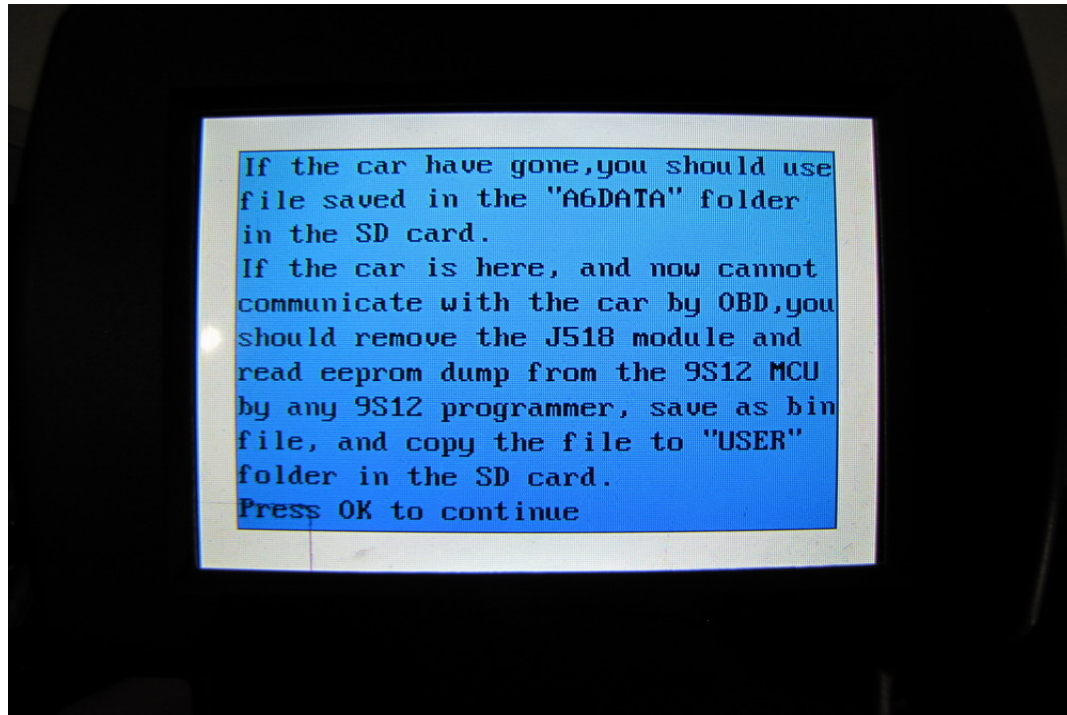 If the car have gone,you should use
file saved in the "A6DATA" folder
in the SD card.
If the car is here, and now cannot
communicate with the car by OBD,you
should remove the J518 module and
read eeprom dump from the 9S12 MCU
by any 9S12 programmer, save as bin
file, and copy the file to "USER"
folder in the SD card.
Press OK to continue